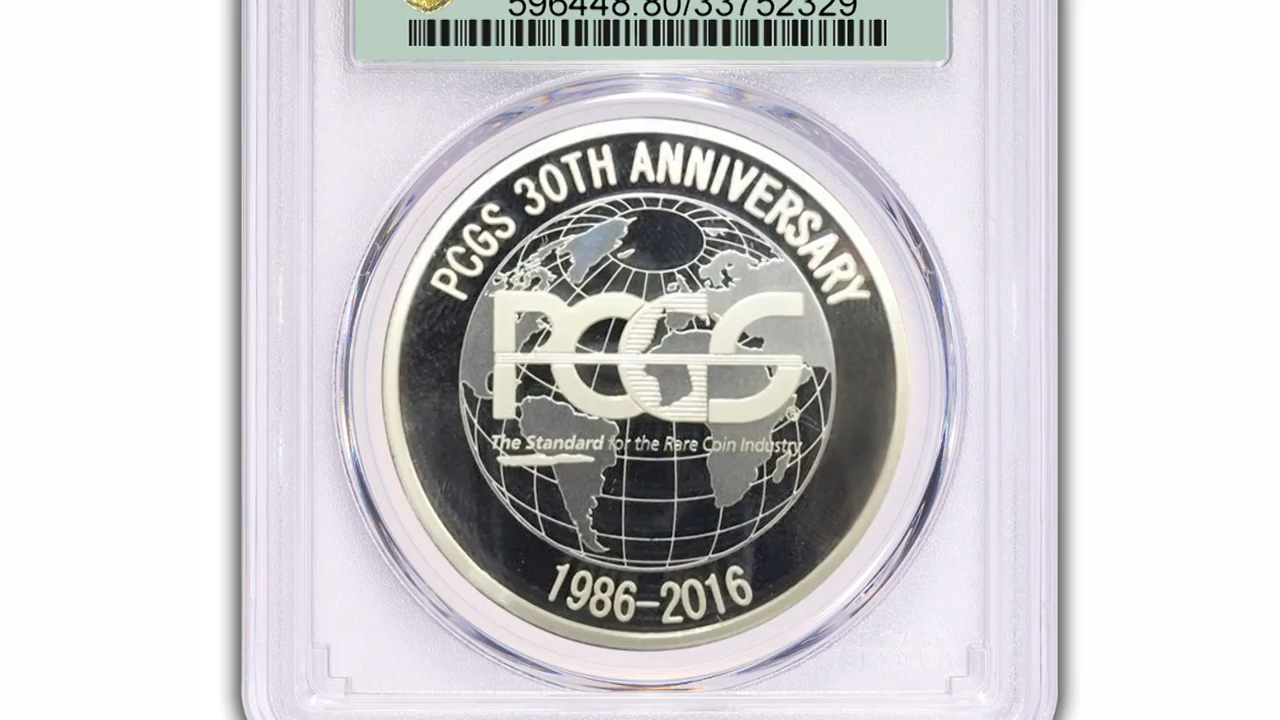 596448.80/33752329
PCGS 30TH ANNIVERSARY
PCGS®
The Standard for the Rare Coin Industry
1986-2016